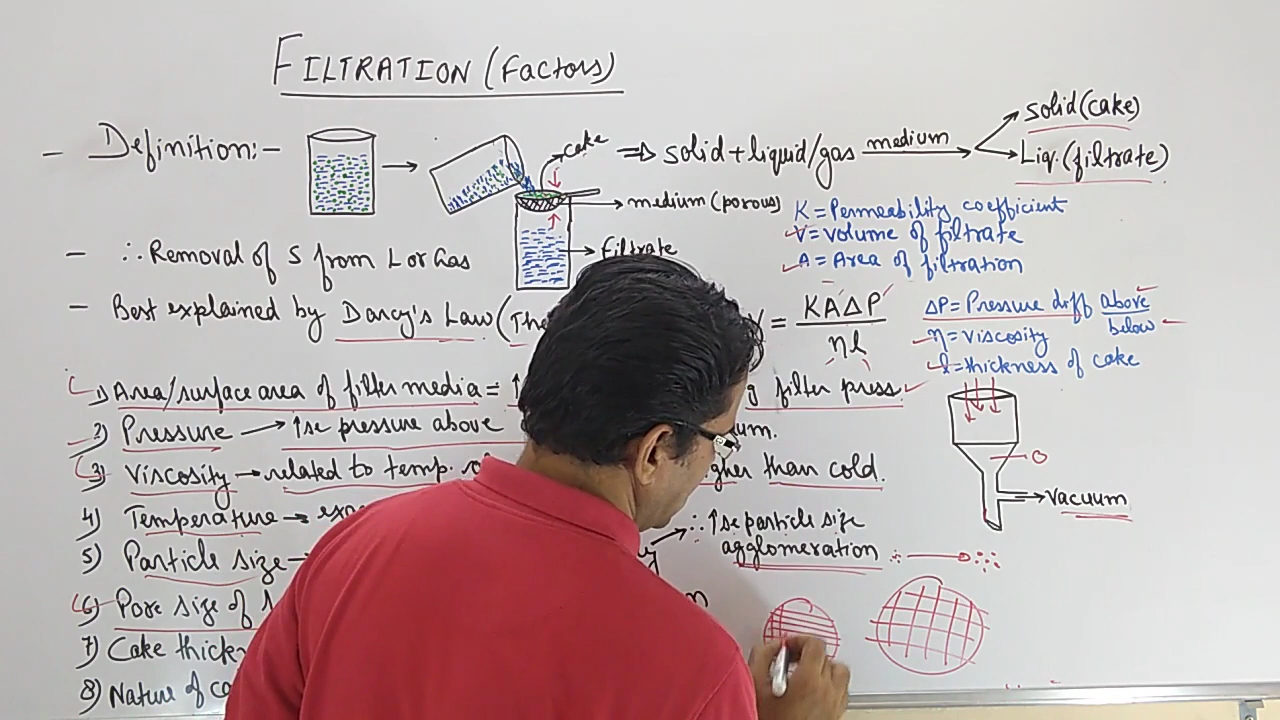 FILTRATION (Factors)
- Definition:-
cake
⇒ Solid + liquid/gas medium
Solid (cake)
Liq. (filtrate)
medium (porous)
filtrate
K = Permeability coefficient
V = Volume of filtrate
A = Area of filtration
- ∴ Removal of S from L or Gas
- Best explained by Darcy's Law (The
V = KAΔP / ηl
ΔP = Pressure diff above
below
η = Viscosity
l = thickness of cake
1) Area/surface area of filter media = ↑ filter press.
2) Pressure → ↑se pressure above
3) Viscosity → related to temp. than cold.
4) Temperature →
5) Particle size →
∴ ↑se particle size
agglomeration
6) Pore size of
7) Cake
8) Nature of
Vacuum